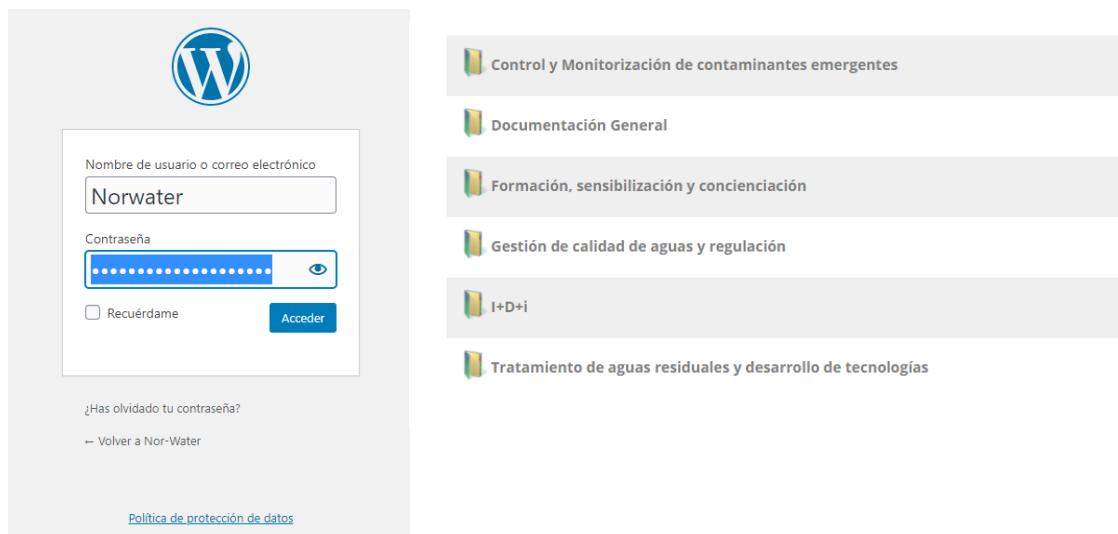 Nombre de usuario o correo electrónico
Norwater
Contraseña
Recuérdame
Acceder
¿Has olvidado tu contraseña?
← Volver a Nor-Water
Política de protección de datos
Control y Monitorización de contaminantes emergentes
Documentación General
Formación, sensibilización y concienciación
Gestión de calidad de aguas y regulación
I+D+i
Tratamiento de aguas residuales y desarrollo de tecnologías